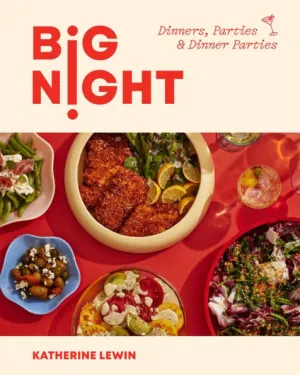 BIG
NIGHT
Dinners, Parties
& Dinner Parties
KATHERINE LEWIN